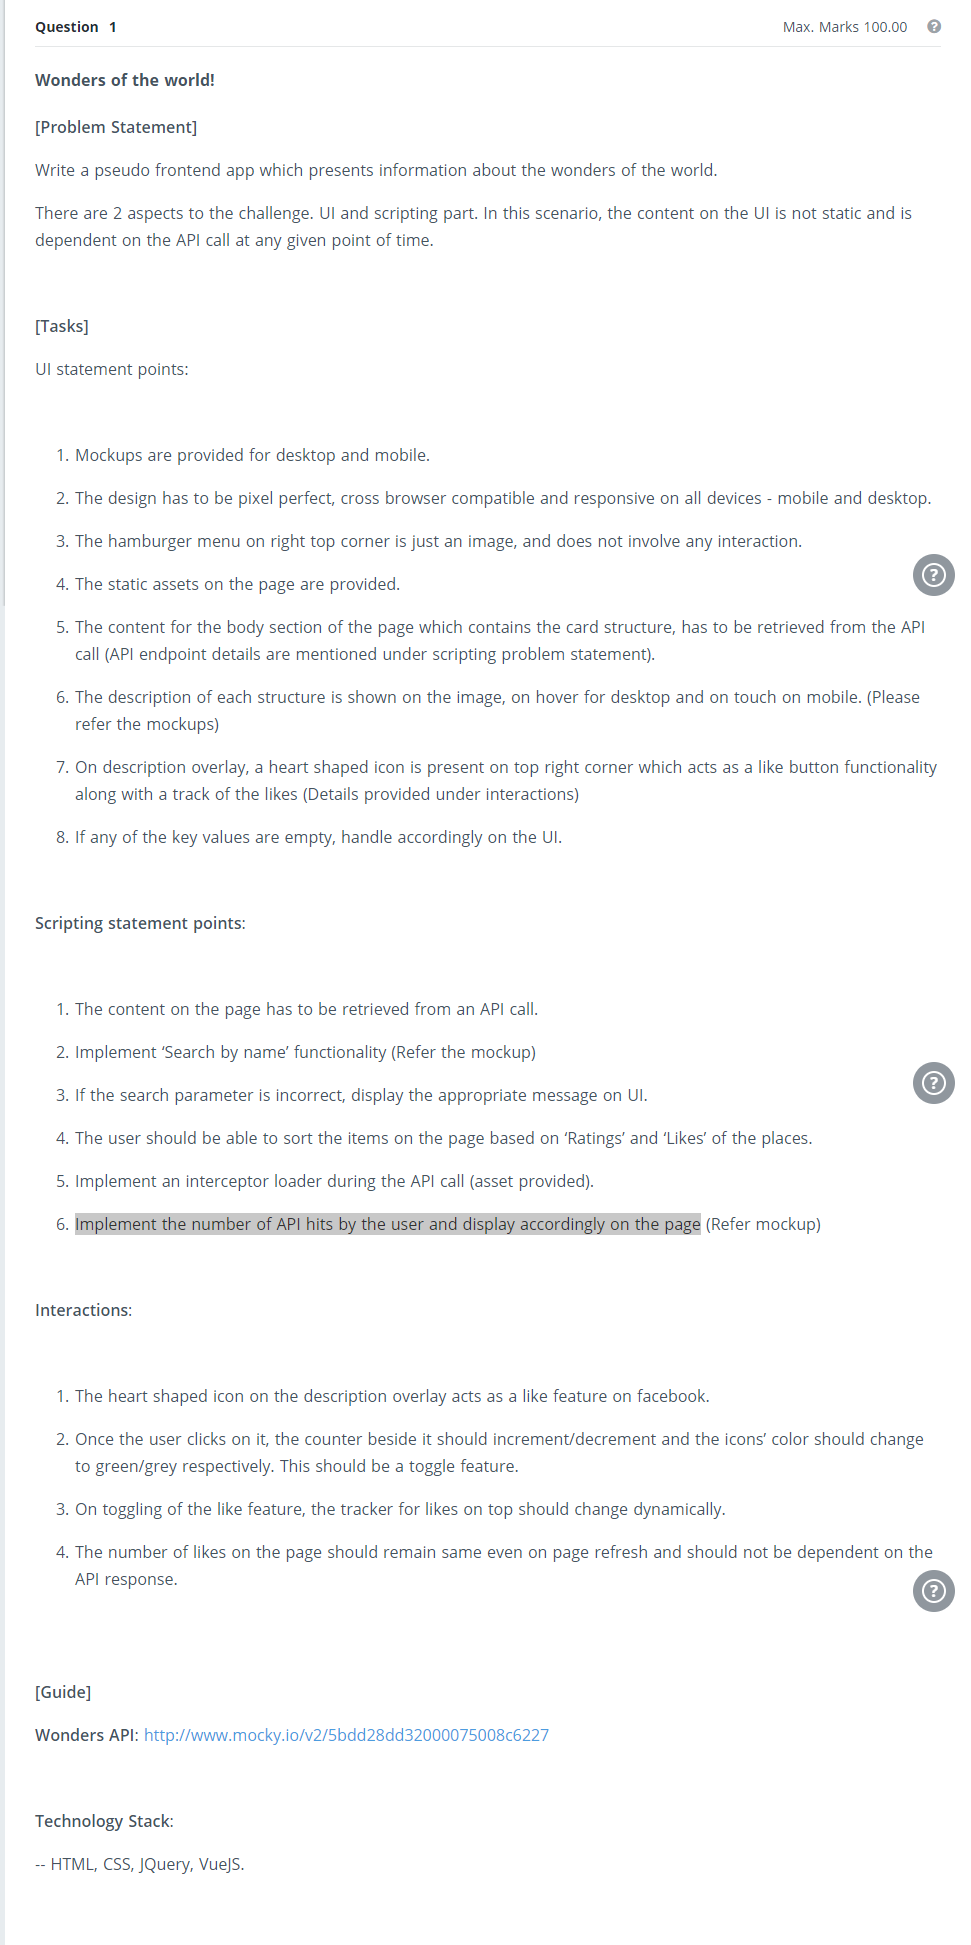 Question 1
Max. Marks 100.00
?
Wonders of the world!
[Problem Statement]
Write a pseudo frontend app which presents information about the wonders of the world.
There are 2 aspects to the challenge. UI and scripting part. In this scenario, the content on the UI is not static and is
dependent on the API call at any given point of time.
[Tasks]
UI statement points:
1. Mockups are provided for desktop and mobile.
2. The design has to be pixel perfect, cross browser compatible and responsive on all devices - mobile and desktop.
3. The hamburger menu on right top corner is just an image, and does not involve any interaction.
?
4. The static assets on the page are provided.
5. The content for the body section of the page which contains the card structure, has to be retrieved from the API
call (API endpoint details are mentioned under scripting problem statement).
6. The description of each structure is shown on the image, on hover for desktop and on touch on mobile. (Please
refer the mockups)
7. On description overlay, a heart shaped icon is present on top right corner which acts as a like button functionality
along with a track of the likes (Details provided under interactions)
8. If any of the key values are empty, handle accordingly on the UI.
Scripting statement points:
1. The content on the page has to be retrieved from an API call.
2. Implement ‘Search by name’ functionality (Refer the mockup)
?
3. If the search parameter is incorrect, display the appropriate message on UI.
4. The user should be able to sort the items on the page based on ‘Ratings’ and ‘Likes’ of the places.
5. Implement an interceptor loader during the API call (asset provided).
6. Implement the number of API hits by the user and display accordingly on the page (Refer mockup)
Interactions:
1. The heart shaped icon on the description overlay acts as a like feature on facebook.
2. Once the user clicks on it, the counter beside it should increment/decrement and the icons’ color should change
to green/grey respectively. This should be a toggle feature.
3. On toggling of the like feature, the tracker for likes on top should change dynamically.
4. The number of likes on the page should remain same even on page refresh and should not be dependent on the
API response.
?
[Guide]
Wonders API: http://www.mocky.io/v2/5bdd28dd32000075008c6227
Technology Stack:
-- HTML, CSS, JQuery, VueJS.